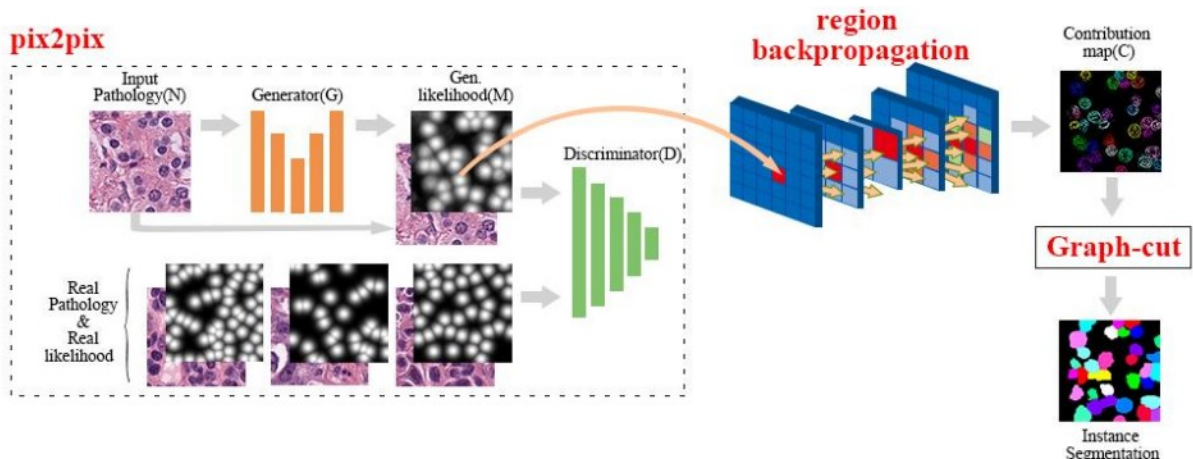 pix2pix
Input
Pathology(N)
Generator(G)
Gen.
likelihood(M)
Discriminator(D)
Real
Pathology
&
Real
likelihood
region
backpropagation
Contribution
map(C)
Graph-cut
Instance
Segmentation